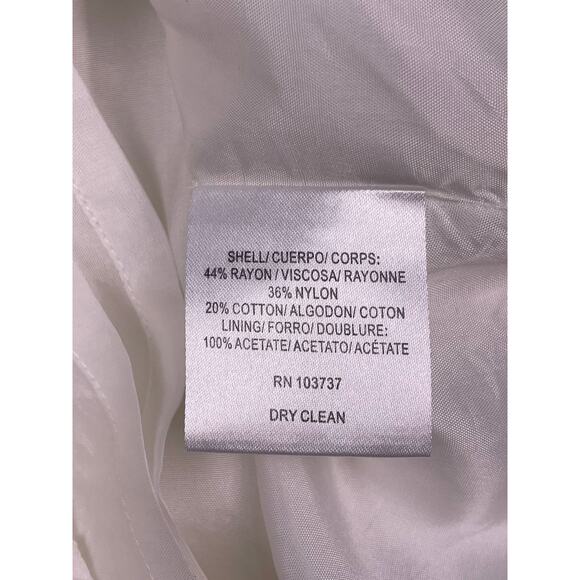 SHELL/ CUERPO/ CORPS:
44% RAYON / VISCOSA/ RAYONNE
36% NYLON
20% COTTON/ ALGODON/ COTON
LINING/ FORRO/ DOUBLURE:
100% ACETATE/ ACETATO/ ACÉTATE
RN 103737
DRY CLEAN